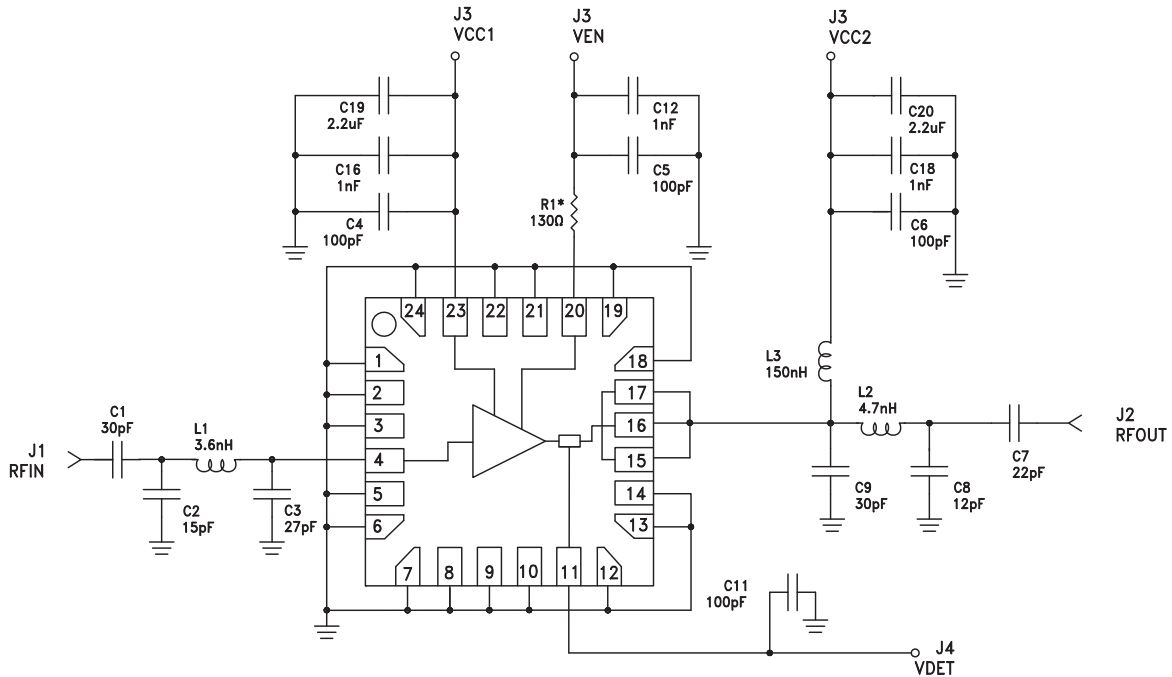 J3
VCC1
J3
VEN
J3
VCC2
C19
2.2uF
C16
1nF
C4
100pF
C12
1nF
C5
100pF
R1*
130Ω
C20
2.2uF
C18
1nF
C6
100pF
24
23
22
21
20
19
1
2
3
4
5
6
18
17
16
15
14
13
7
8
9
10
11
12
L3
150nH
L2
4.7nH
J1
RFIN
C1
30pF
L1
3.6nH
C2
15pF
C3
27pF
C9
30pF
C8
12pF
C7
22pF
J2
RFOUT
C11
100pF
J4
VDET